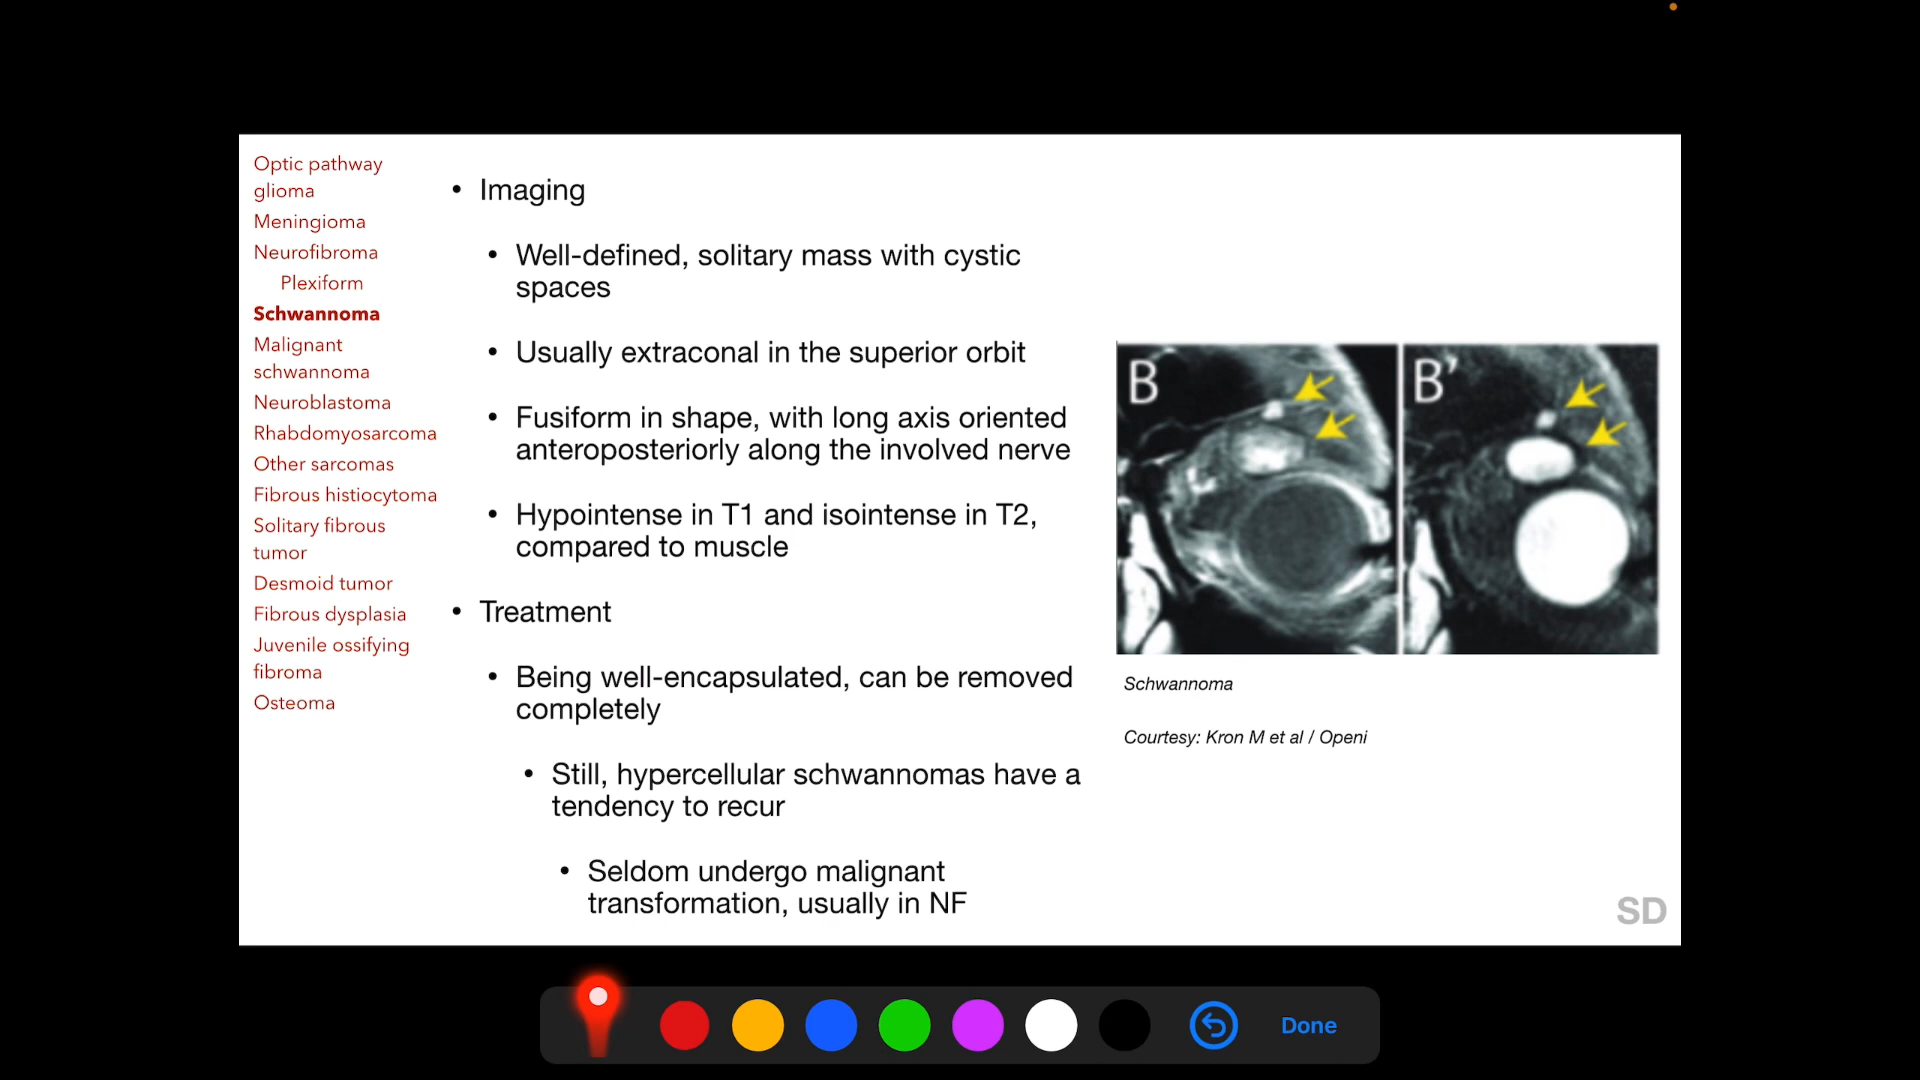 Optic pathway
glioma
Meningioma
Neurofibroma
Plexiform
Schwannoma
Malignant
schwannoma
Neuroblastoma
Rhabdomyosarcoma
Other sarcomas
Fibrous histiocytoma
Solitary fibrous
tumor
Desmoid tumor
Fibrous dysplasia
Juvenile ossifying
fibroma
Osteoma
• Imaging
• Well-defined, solitary mass with cystic
spaces
• Usually extraconal in the superior orbit
• Fusiform in shape, with long axis oriented
anteroposteriorly along the involved nerve
• Hypointense in T1 and isointense in T2,
compared to muscle
• Treatment
• Being well-encapsulated, can be removed
completely
• Still, hypercellular schwannomas have a
tendency to recur
• Seldom undergo malignant
transformation, usually in NF
B
B’
Schwannoma
Courtesy: Kron M et al / Openi
SD
Done